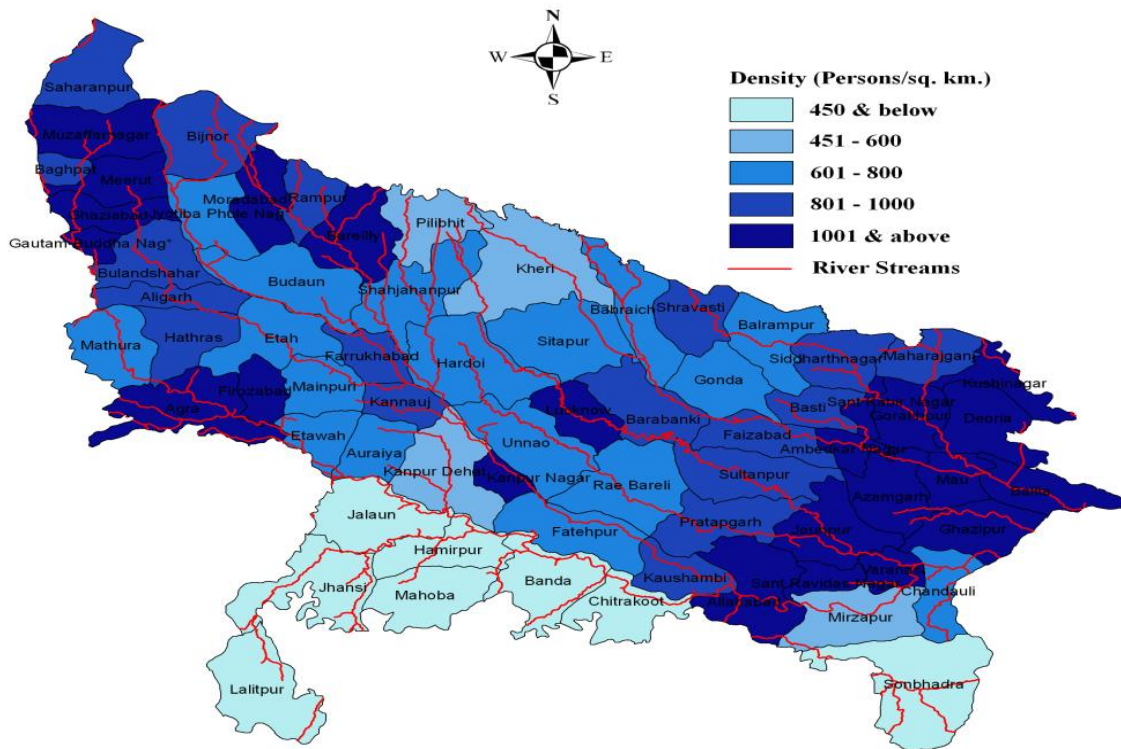 N
W E
S
Density (Persons/sq. km.)
450 & below
451 - 600
601 - 800
801 - 1000
1001 & above
River Streams
Saharanpur
Muzaffarnagar
Bijnor
Baghpat
Meerut
Moradabad
Rampur
Ghaziabad
Jyotiba Phule Nag*
Bareilly
Pilibhit
Gautam Buddha Nag*
Bulandshahar
Budaun
Shahjahanpur
Kheri
Aligarh
Babraich
Shravasti
Balrampur
Mathura
Hathras
Etah
Farrukhabad
Hardoi
Sitapur
Siddharthnagar
Maharajganj
Firozabad
Mainpuri
Gonda
Kushinagar
Agra
Kannauj
Lucknow
Barabanki
Basti
Sant Kabir Nagar
Gorakhpur
Deoria
Etawah
Auraiya
Unnao
Faizabad
Ambedkar Nagar
Kanpur Dehat
Kanpur Nagar
Rae Bareli
Sultanpur
Mau
Ballia
Azamgarh
Jalaun
Fatehpur
Pratapgarh
Jaunpur
Ghazipur
Hamirpur
Jhansi
Mahoba
Banda
Kaushambi
Varanasi
Sant Ravidas Nagar
Chandauli
Chitrakoot
Allahabad
Mirzapur
Lalitpur
Sonbhadra